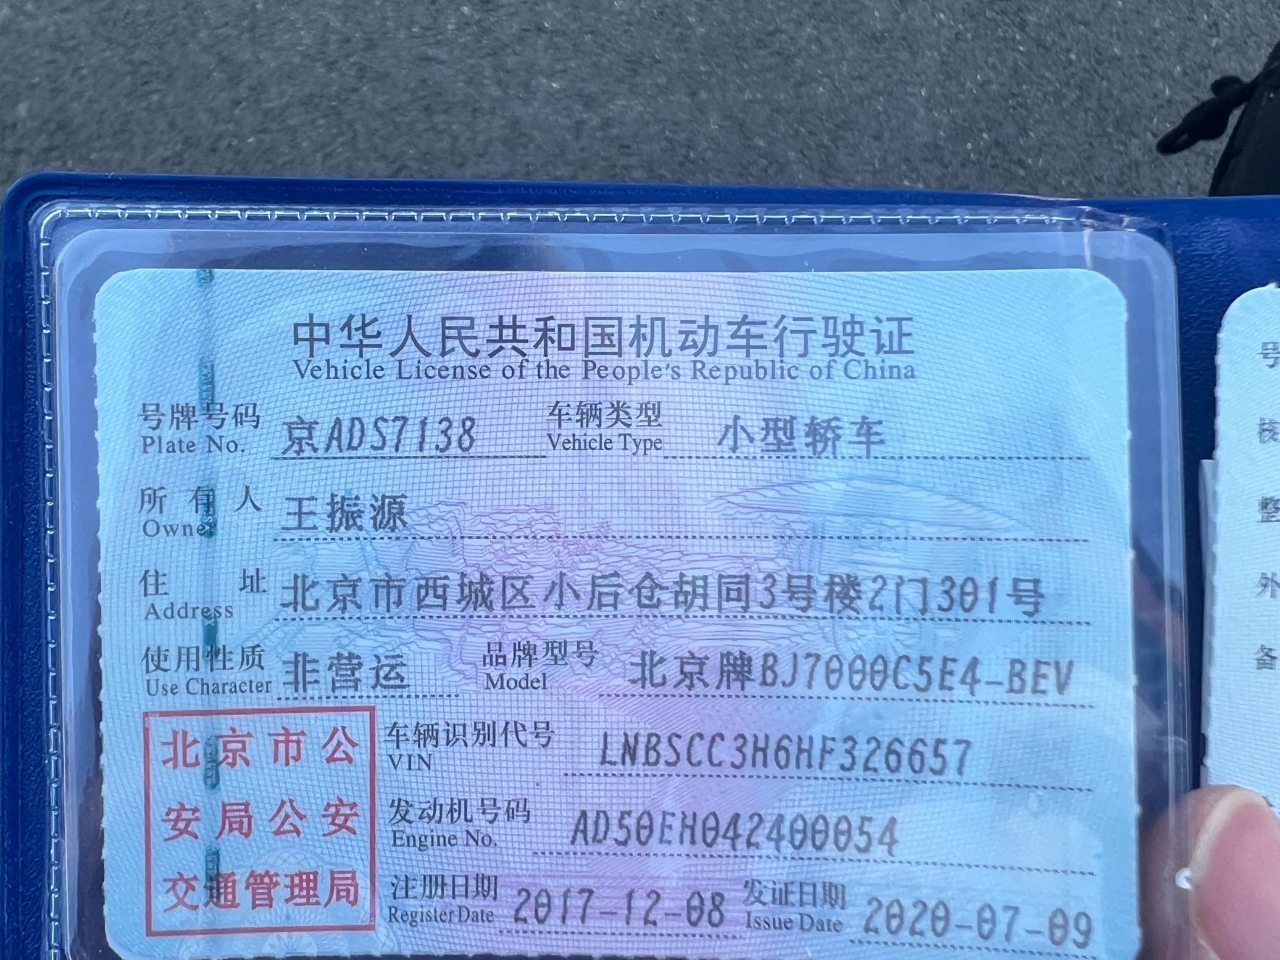 中华人民共和国机动车行驶证
Vehicle License of the People's Republic of China
号牌号码 京ADS7138 车辆类型 小型轿车
Plate No. Vehicle Type
所有人 王振源
Owner
住址 北京市西城区小后仓胡同3号楼2门301号
Address
使用性质 非营运 品牌型号 北京牌BJ7000C5E4-BEV
Use Character Model
北京市公
安局公安
交通管理局
车辆识别代号 LNBSCC3H6HF326657
VIN
发动机号码 AD50EH042400054
Engine No.
注册日期 2017-12-08 发证日期 2020-07-09
Register Date Issue Date
号
核
整
外
备